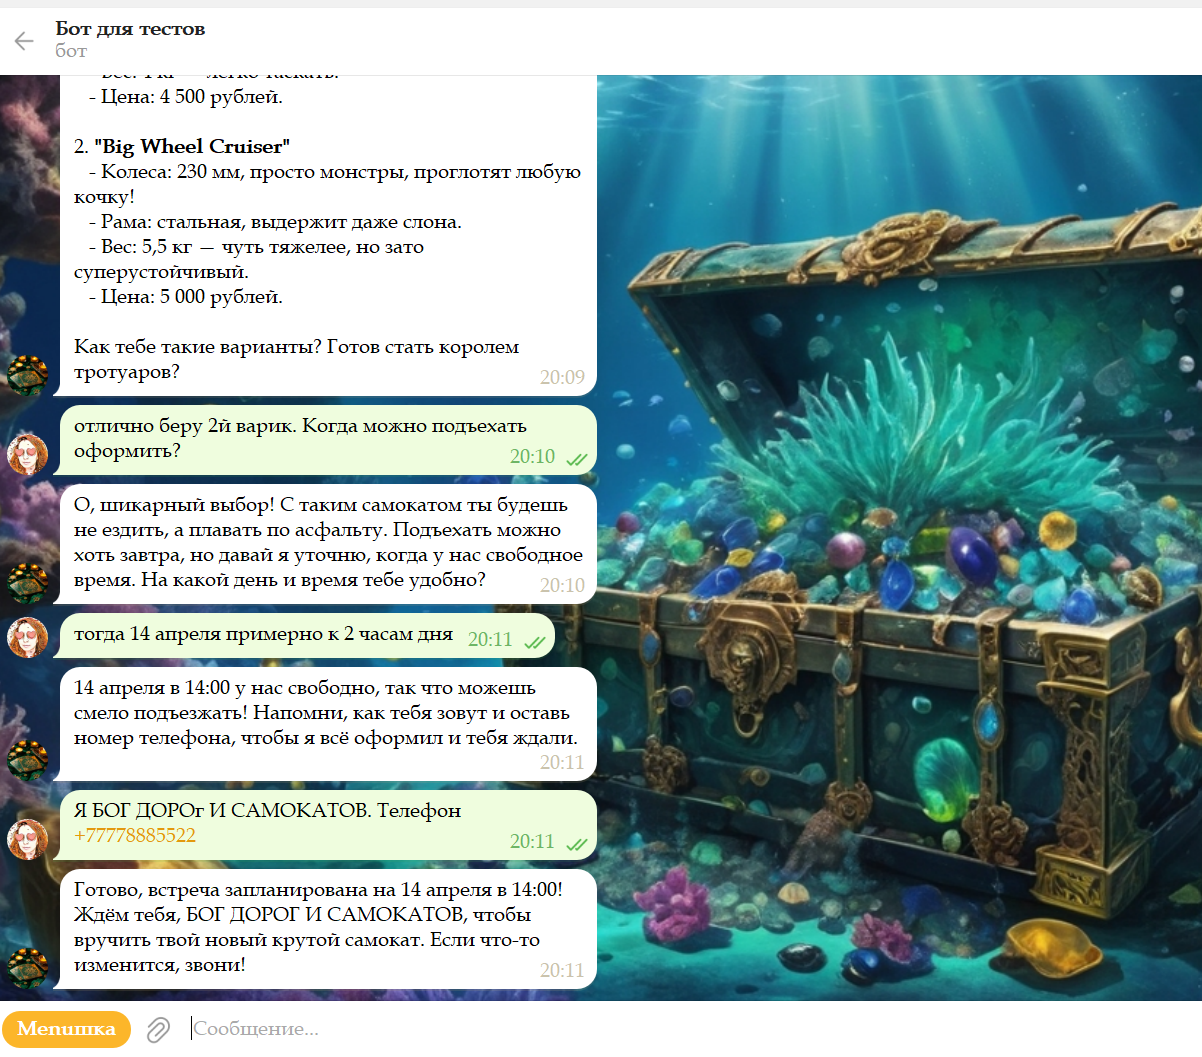 Бот для тестов
бот
- Вес: 4 кг — легко таскать.
- Цена: 4 500 рублей.
2. "Big Wheel Cruiser"
- Колеса: 230 мм, просто монстры, проглотят любую
кочку!
- Рама: стальная, выдержит даже слона.
- Вес: 5,5 кг — чуть тяжелее, но зато
суперустойчивый.
- Цена: 5 000 рублей.
Как тебе такие варианты? Готов стать королем
тротуаров?
20:09
отлично беру 2й варик. Когда можно подъехать
оформить?
20:10
О, шикарный выбор! С таким самокатом ты будешь
не ездить, а плавать по асфальту. Подъехать можно
хоть завтра, но давай я уточню, когда у нас свободное
время. На какой день и время тебе удобно?
20:10
тогда 14 апреля примерно к 2 часам дня
20:11
14 апреля в 14:00 у нас свободно, так что можешь
смело подъезжать! Напомни, как тебя зовут и оставь
номер телефона, чтобы я всё оформил и тебя ждали.
20:11
Я БОГ ДОРОг И САМОКАТОВ. Телефон
+77778885522
20:11
Готово, встреча запланирована на 14 апреля в 14:00!
Ждём тебя, БОГ ДОРОГ И САМОКАТОВ, чтобы
вручить твой новый крутой самокат. Если что-то
изменится, звони!
20:11
Менюшка
Сообщение...